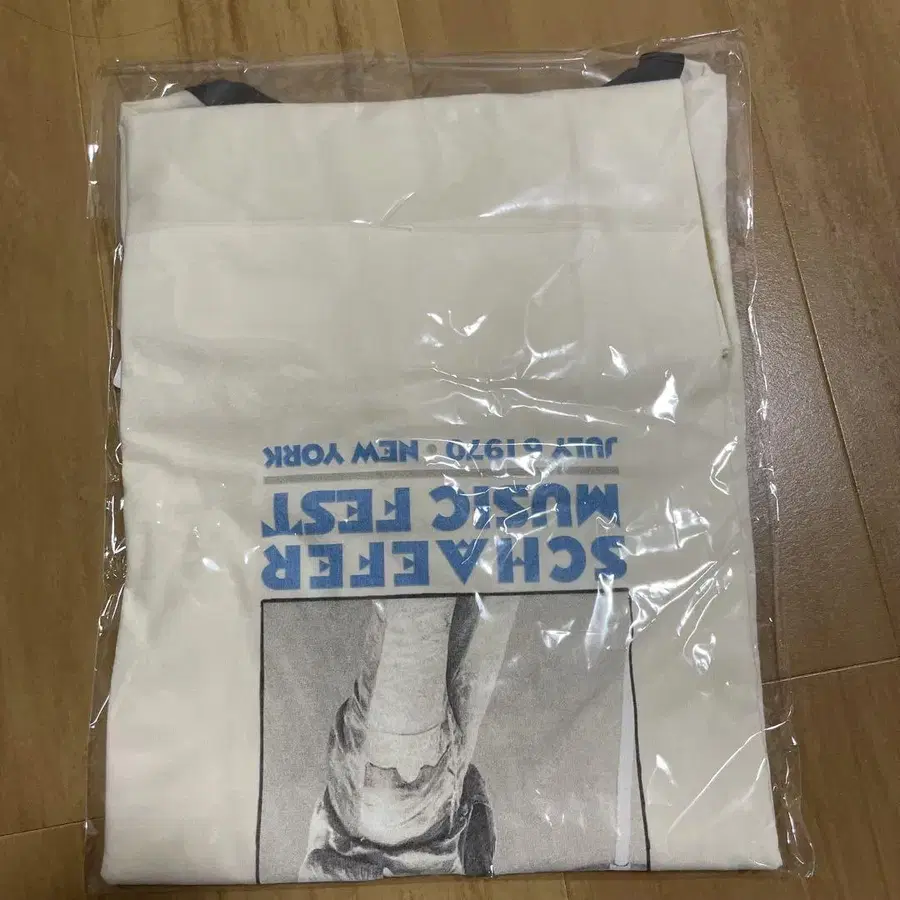 SCHAEFER
MUSIC FEST
JULY 6 1970 • NEW YORK